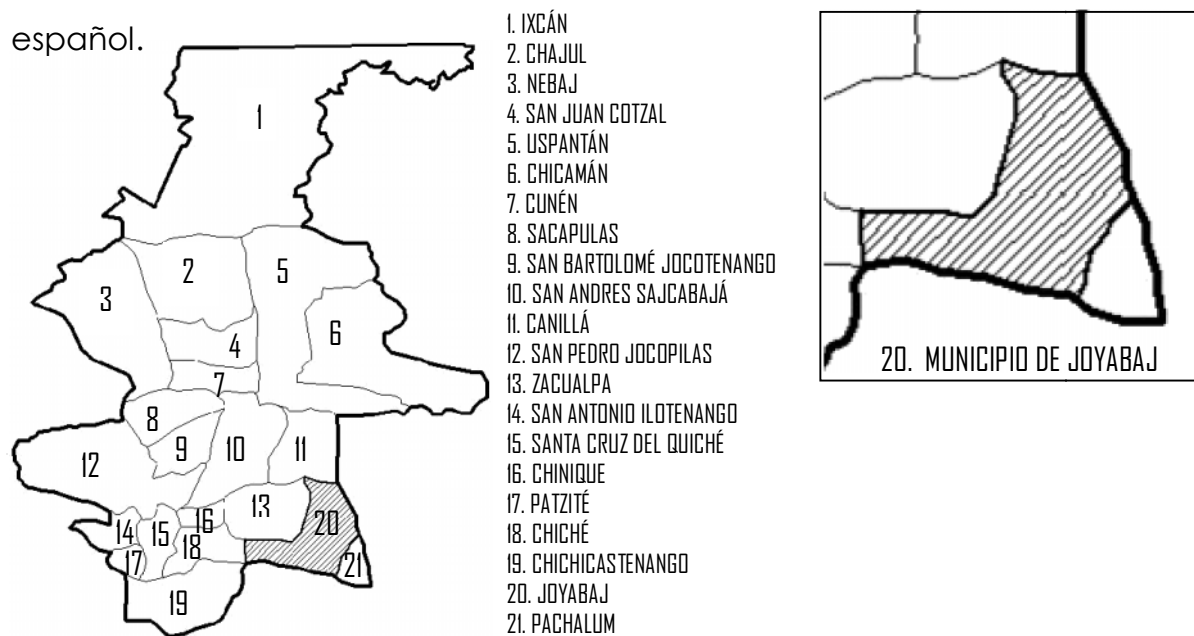 español.
1. IXCÁN
2. CHAJUL
3. NEBAJ
4. SAN JUAN COTZAL
5. USPANTÁN
6. CHICAMÁN
7. CUNÉN
8. SACAPULAS
9. SAN BARTOLOMÉ JOCOTENANGO
10. SAN ANDRES SAJCABAJÁ
11. CANILLÁ
12. SAN PEDRO JOCOPILAS
13. ZACUALPA
14. SAN ANTONIO ILOTENANGO
15. SANTA CRUZ DEL QUICHÉ
16. CHINIQUE
17. PATZITÉ
18. CHICHÉ
19. CHICHICASTENANGO
20. JOYABAJ
21. PACHALUM
1
2
5
3
6
4
7
8
9
10
11
12
13
16
20
14
15
18
17
21
19
20. MUNICIPIO DE JOYABAJ